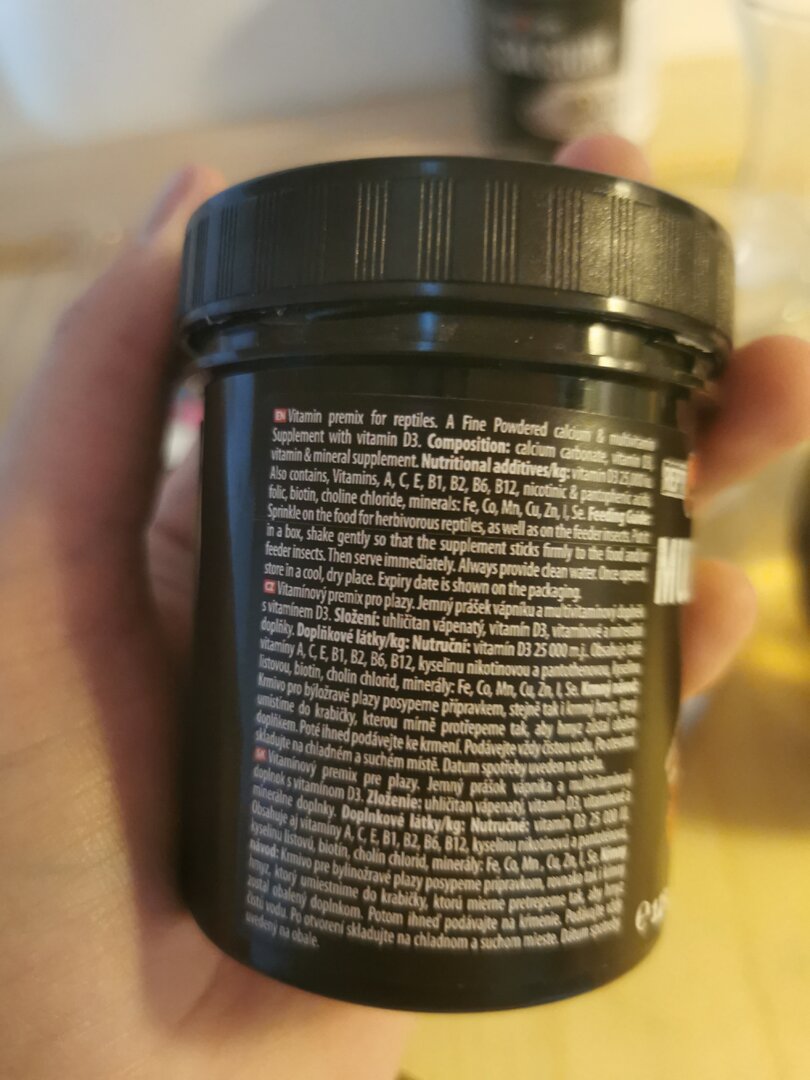 EN Vitamin premix for reptiles. A Fine Powdered calcium & multivitamin
Supplement with vitamin D3. Composition: calcium carbonate, vitamin D3,
vitamin & mineral supplement. Nutritional additives/kg: vitamin D3 25,000
Also contains, Vitamins, A, C, E, B1, B2, B6, B12, nicotinic & pantothenic acids
folic, biotin, choline chloride, minerals: Fe, Co, Mn, Cu, Zn, I, Se. Feeding Guide:
Sprinkle on the food for herbivorous reptiles, as well as on the feeder insects.
in a box, shake gently so that the supplement sticks firmly to the food
feeder insects. Then serve immediately. Always provide clean water. Once opened,
store in a cool, dry place. Expiry date is shown on the packaging.
CZ Vitamínový premix pro plazy. Jemný prášek vápníku a multivitamínový
s vitamínem D3. Složení: uhličitan vápenatý, vitamín D3, vitamínové a
doplňky. Doplňkové látky/kg: Nutruční: vitamín D3 25 000 m.j. Obsahuje
vitamíny A, C, E, B1, B2, B6, B12, kyselinu nikotinovou a pantothenovou,
listovou, biotin, cholin chlorid, minerály: Fe, Co, Mn, Cu, Zn, I, Se.
Krmivo pro býložravé plazy posypeme přípravkem, stejně tak i krmný hmyz,
umístíme do krabičky, kterou mírně protřepeme tak, aby hmyz zůstal
doplňkem. Poté ihned podávejte ke krmení. Podávejte vždy čistou vodu.
skladujte na chladném a suchém místě. Datum spotřeby uveden na obalu.
SK Vitamínový premix pre plazy. Jemný prášok vápnika a multivitamínový
doplnok s vitamínom D3. Zloženie: uhličitan vápenatý, vitamín D3,
minerálne doplnky. Doplnkové látky/kg: Nutručné: vitamín D3 25 000
Obsahuje aj vitamíny A, C, E, B1, B2, B6, B12, kyselinu nikotínovú a
kyselinu listovú, biotín, cholín chlorid, minerály: Fe, Co, Mn, Cu, Zn, I, Se.
návod: Krmivo pre bylinožravé plazy posypeme prípravkom, rovnako tak i
hmyz, ktorý umiestnime do krabičky, ktorú mierne pretrepeme tak, aby hmyz
zostal obalený doplnkom. Potom ihneď podávajte na kŕmenie.
čistú vodu. Po otvorení skladujte na chladnom a suchom mieste. Dátum
uvedený na obale.